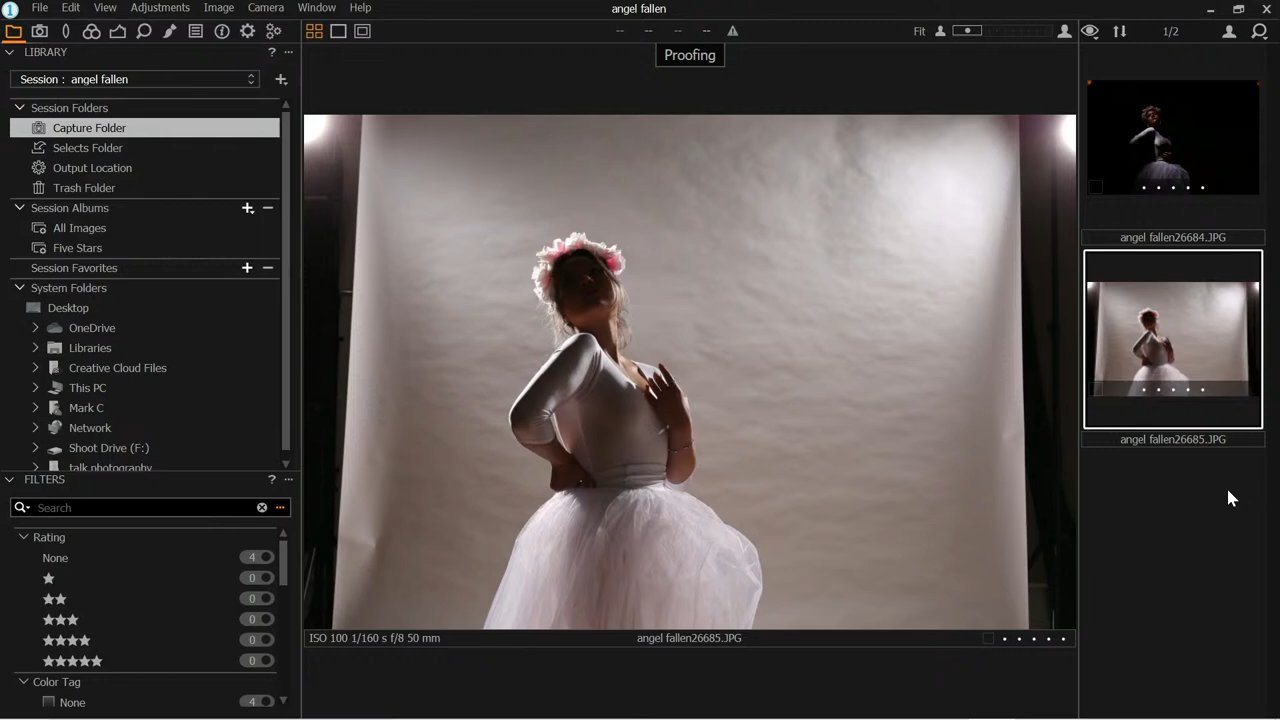 File Edit View Adjustments Image Camera Window Help
angel fallen
Fit
1/2
LIBRARY
?
Proofing
Session : angel fallen
Session Folders
Capture Folder
Selects Folder
Output Location
Trash Folder
Session Albums
All Images
Five Stars
Session Favorites
System Folders
Desktop
OneDrive
Libraries
Creative Cloud Files
This PC
Mark C
Network
Shoot Drive (F:)
talk photography
FILTERS
?
Search
Rating
None 4
0
0
0
0
0
Color Tag
None 4
ISO 100 1/160 s f/8 50 mm
angel fallen26685.JPG
angel fallen26684.JPG
angel fallen26685.JPG